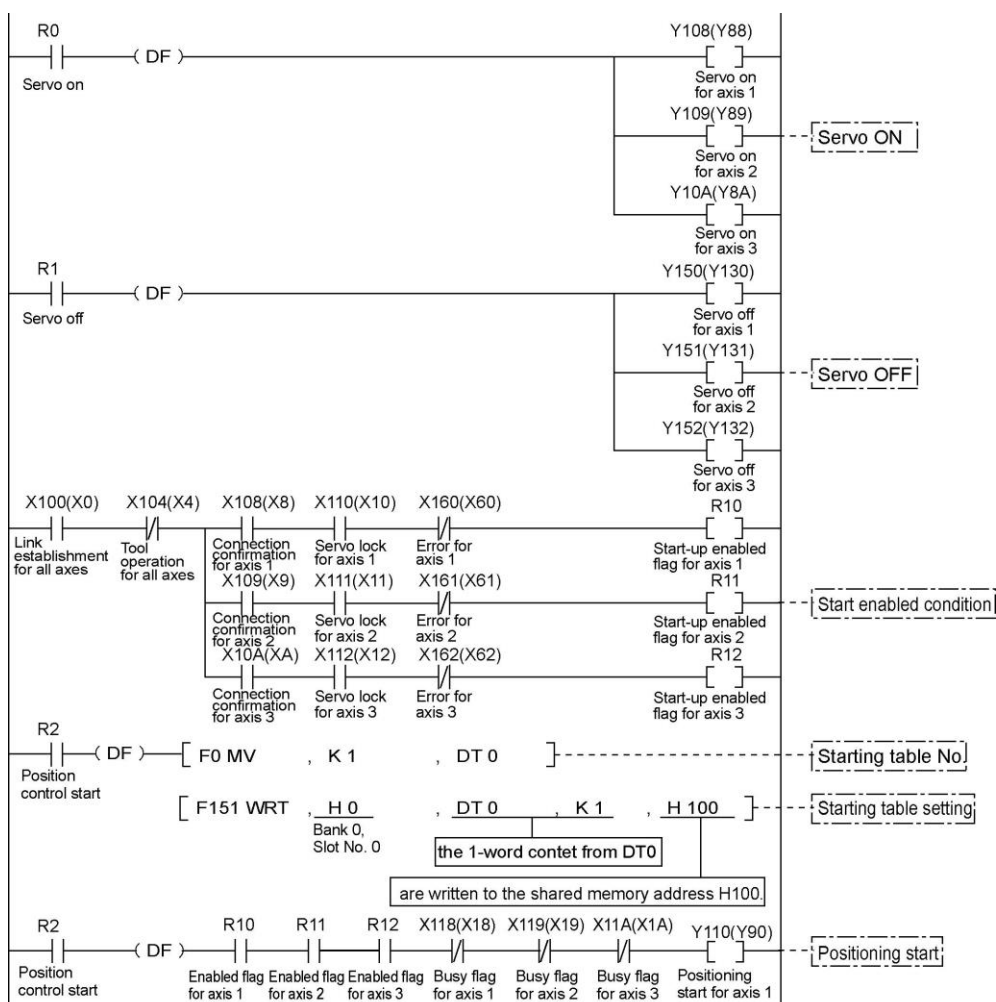 R0
Y108(Y88)
( DF )
Servo on
Servo on
for axis 1
Y109(Y89)
Servo ON
Servo on
for axis 2
Y10A(Y8A)
Servo on
for axis 3
R1
Y150(Y130)
( DF )
Servo off
Servo off
for axis 1
Y151(Y131)
Servo OFF
Servo off
for axis 2
Y152(Y132)
Servo off
for axis 3
X100(X0) X104(X4) X108(X8) X110(X10) X160(X60) R10
Link
establishment
for all axes
Tool
operation
for all axes
Connection
confirmation
for axis 1
Servo lock
for axis 1
Error for
axis 1
Start-up enabled
flag for axis 1
X109(X9) X111(X11) X161(X61) R11
Start enabled condition
Connection
confirmation
for axis 2
Servo lock
for axis 2
Error for
axis 2
Start-up enabled
flag for axis 2
X10A(XA) X112(X12) X162(X62) R12
Connection
confirmation
for axis 3
Servo lock
for axis 3
Error for
axis 3
Start-up enabled
flag for axis 3
R2
( DF ) [ F0 MV , K 1 , DT 0 ]
Starting table No.
Position
control start
[ F151 WRT , H 0 , DT 0 , K 1 , H 100 ]
Starting table setting
Bank 0,
Slot No. 0
the 1-word contet from DT0
are written to the shared memory address H100.
R2 R10 R11 R12 X118(X18) X119(X19) X11A(X1A) Y110(Y90)
( DF )
Positioning start
Position
control start
Enabled flag
for axis 1
Enabled flag
for axis 2
Enabled flag
for axis 3
Busy flag
for axis 1
Busy flag
for axis 2
Busy flag
for axis 3
Positioning
start for axis 1